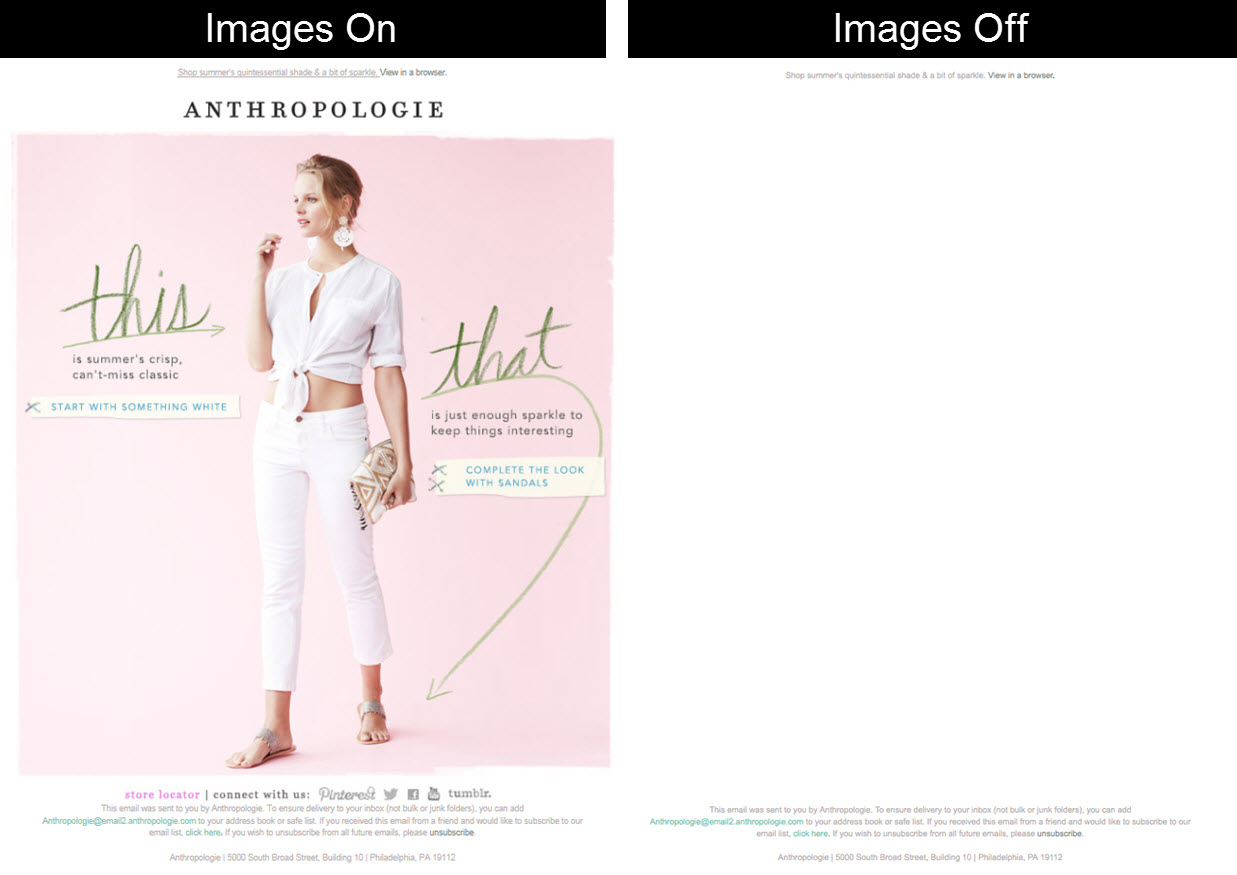 Images On
Images Off
Shop summer's quintessential shade & a bit of sparkle. View in a browser.
ANTHROPOLOGIE
this
is summer's crisp,
can't-miss classic
START WITH SOMETHING WHITE
that
is just enough sparkle to
keep things interesting
COMPLETE THE LOOK
WITH SANDALS
store locator | connect with us: Pinterest You Tube tumblr.
This email was sent to you by Anthropologie. To ensure delivery to your inbox (not bulk or junk folders), you can add
Anthropologie@email2.anthropologie.com to your address book or safe list. If you received this email from a friend and would like to subscribe to our
email list, click here. If you wish to unsubscribe from all future emails, please unsubscribe.
Anthropologie | 5000 South Broad Street, Building 10 | Philadelphia, PA 19112
Shop summer's quintessential shade & a bit of sparkle. View in a browser.
This email was sent to you by Anthropologie. To ensure delivery to your inbox (not bulk or junk folders), you can add
Anthropologie@email2.anthropologie.com to your address book or safe list. If you received this email from a friend and would like to subscribe to our
email list, click here. If you wish to unsubscribe from all future emails, please unsubscribe.
Anthropologie | 5000 South Broad Street, Building 10 | Philadelphia, PA 19112